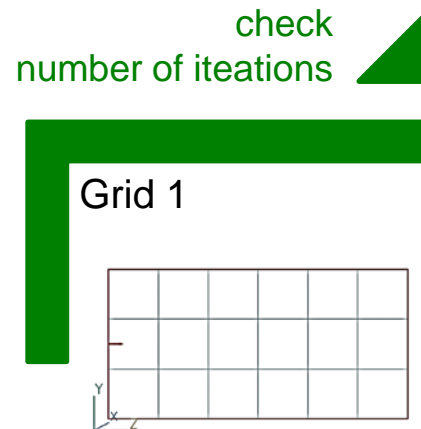 check
number of iteations
Grid 1
Y
X
Z